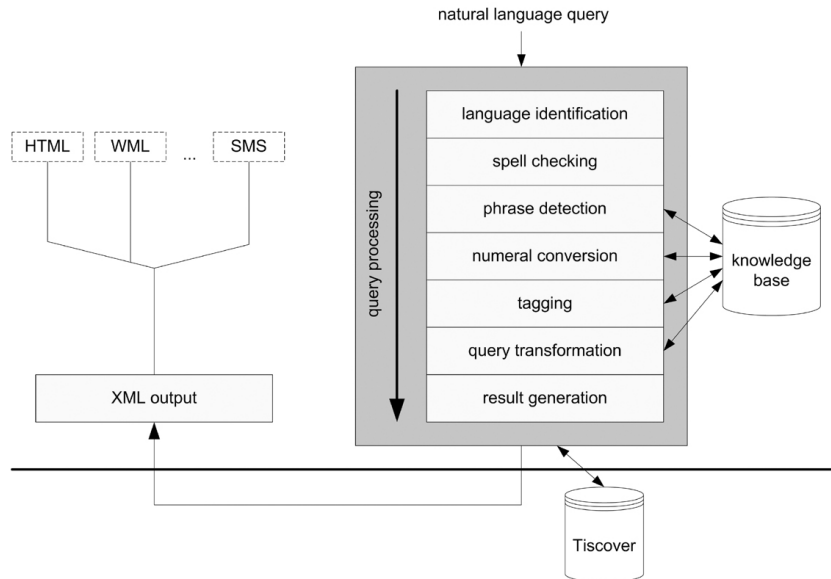 natural language query
language identification
spell checking
phrase detection
numeral conversion
tagging
query transformation
result generation
query processing
knowledge
base
HTML
WML
...
SMS
XML output
Tiscover